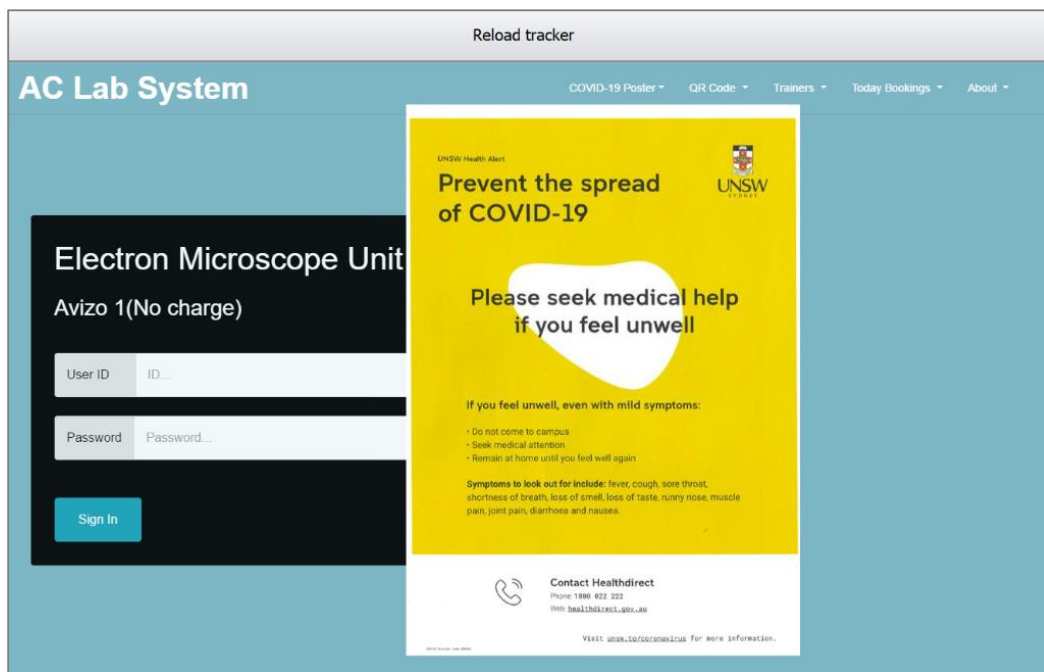 Reload tracker
AC Lab System
COVID-19 Poster
QR Code
Trainers
Today Bookings
About
Electron Microscope Unit
Avizo 1(No charge)
User ID
ID...
Password
Password...
Sign In
UNSW Health Alert
UNSW
SYDNEY
Prevent the spread
of COVID-19
Please seek medical help
if you feel unwell
If you feel unwell, even with mild symptoms:
• Do not come to campus
• Seek medical attention
• Remain at home until you feel well again
Symptoms to look out for include: fever, cough, sore throat,
shortness of breath, loss of smell, loss of taste, runny nose, muscle
pain, joint pain, diarrhoea and nausea.
Contact Healthdirect
Phone: 1800 022 222
Web: healthdirect.gov.au
Visit unsw.to/coronavirus for more information.